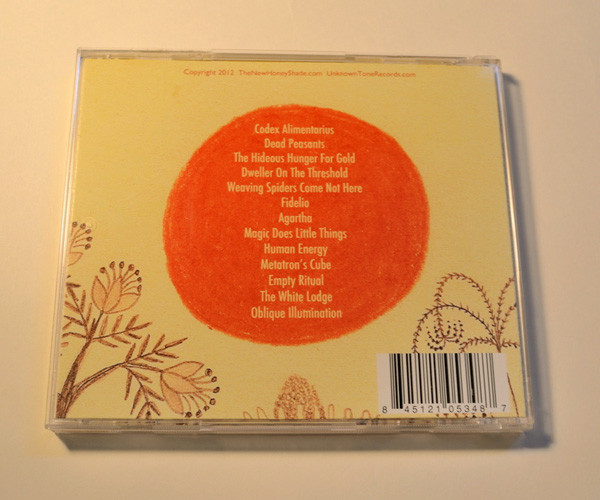 Copyright 2012 TheNewHoneyShade.com UnknownToneRecords.com
Codex Alimentarius
Dead Peasants
The Hideous Hunger For Gold
Dweller On The Threshold
Weaving Spiders Come Not Here
Fidelio
Agartha
Magic Does Little Things
Human Energy
Metatron's Cube
Empty Ritual
The White Lodge
Oblique Illumination
8 45121 05348 7